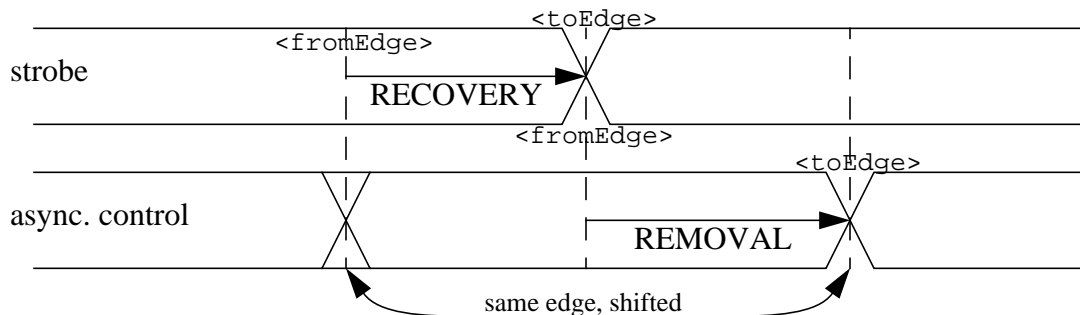 <toEdge>
<fromEdge>
strobe
RECOVERY
<fromEdge>
<toEdge>
async. control
REMOVAL
same edge, shifted